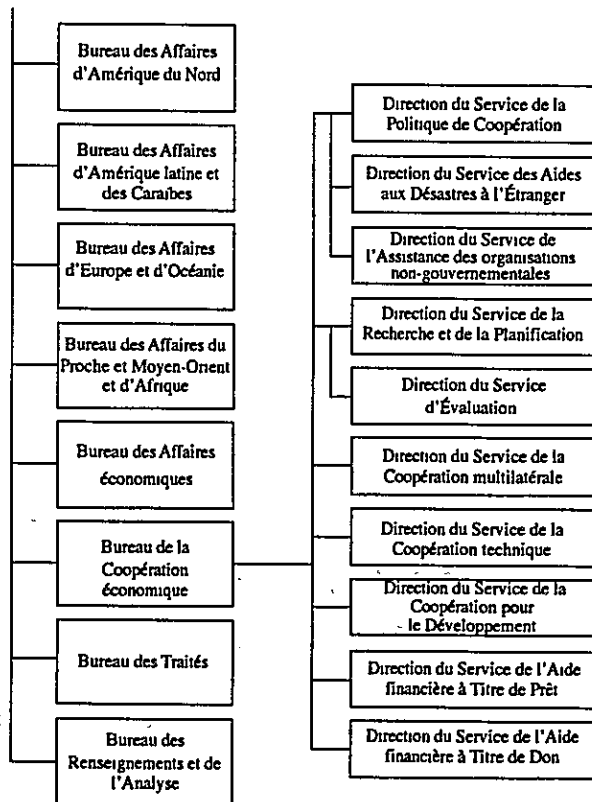 Bureau des Affaires
d'Amérique du Nord
Bureau des Affaires
d'Amérique latine et
des Caraïbes
Bureau des Affaires
d'Europe et d'Océanie
Bureau des Affaires du
Proche et Moyen-Orient
et d'Afrique
Bureau des Affaires
économiques
Bureau de la
Coopération
économique
Bureau des Traités
Bureau des
Renseignements et de
l'Analyse
Direction du Service de la
Politique de Coopération
Direction du Service des Aides
aux Désastres à l'Étranger
Direction du Service de
l'Assistance des organisations
non-gouvernementales
Direction du Service de la
Recherche et de la Planification
Direction du Service
d'Évaluation
Direction du Service de la
Coopération multilatérale
Direction du Service de la
Coopération technique
Direction du Service de la
Coopération pour
le Développement
Direction du Service de l'Aide
financière à Titre de Prêt
Direction du Service de l'Aide
financière à Titre de Don